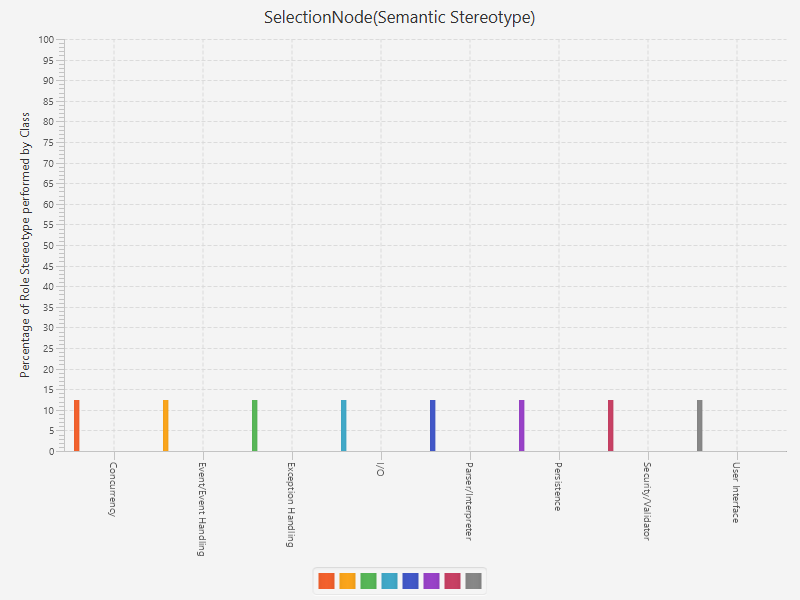 SelectionNode(Semantic Stereotype)
Percentage of Role Stereotype performed by Class
100
95
90
85
80
75
70
65
60
55
50
45
40
35
30
25
20
15
10
5
0
Concurrency
Event/Event Handling
Exception Handling
I/O
Parser/Interpreter
Persistence
Security/Validator
User Interface